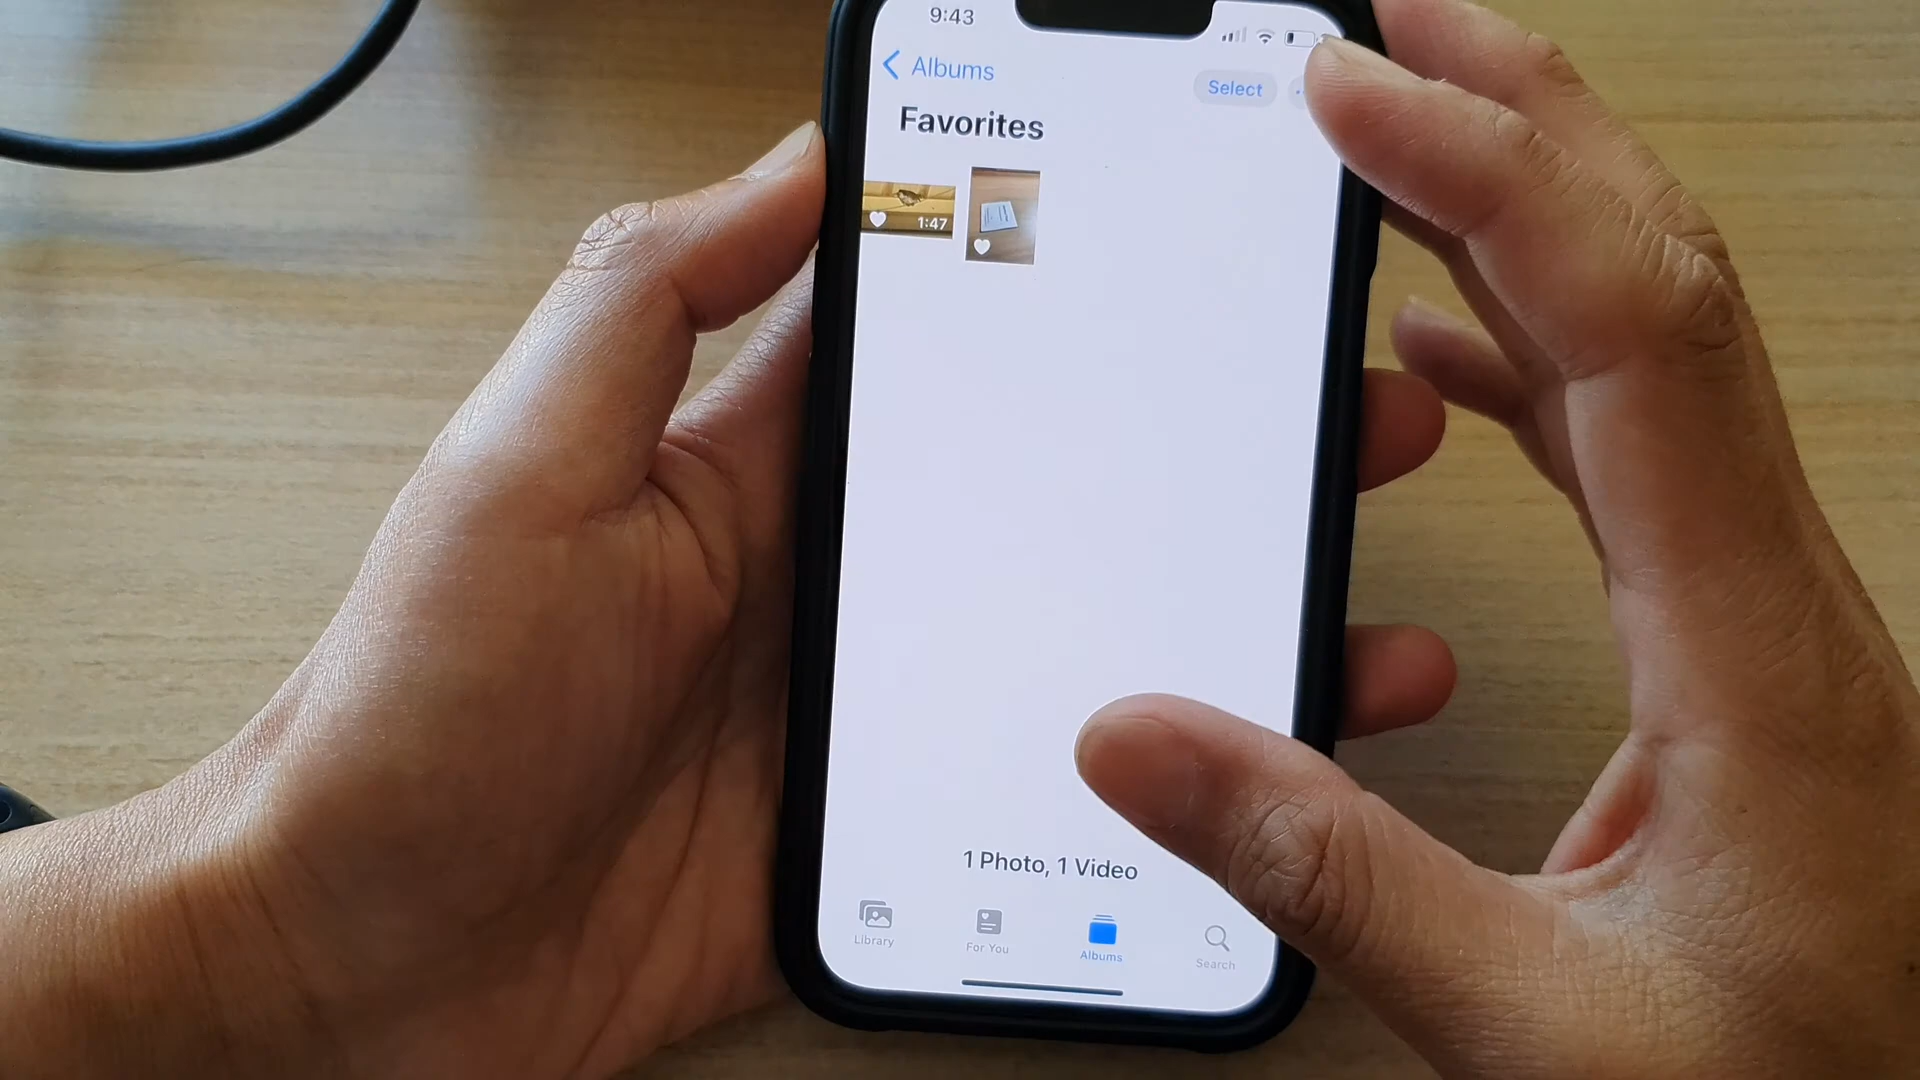 9:43
Albums
Select
Favorites
1:47
1 Photo, 1 Video
Library
For You
Albums
Search